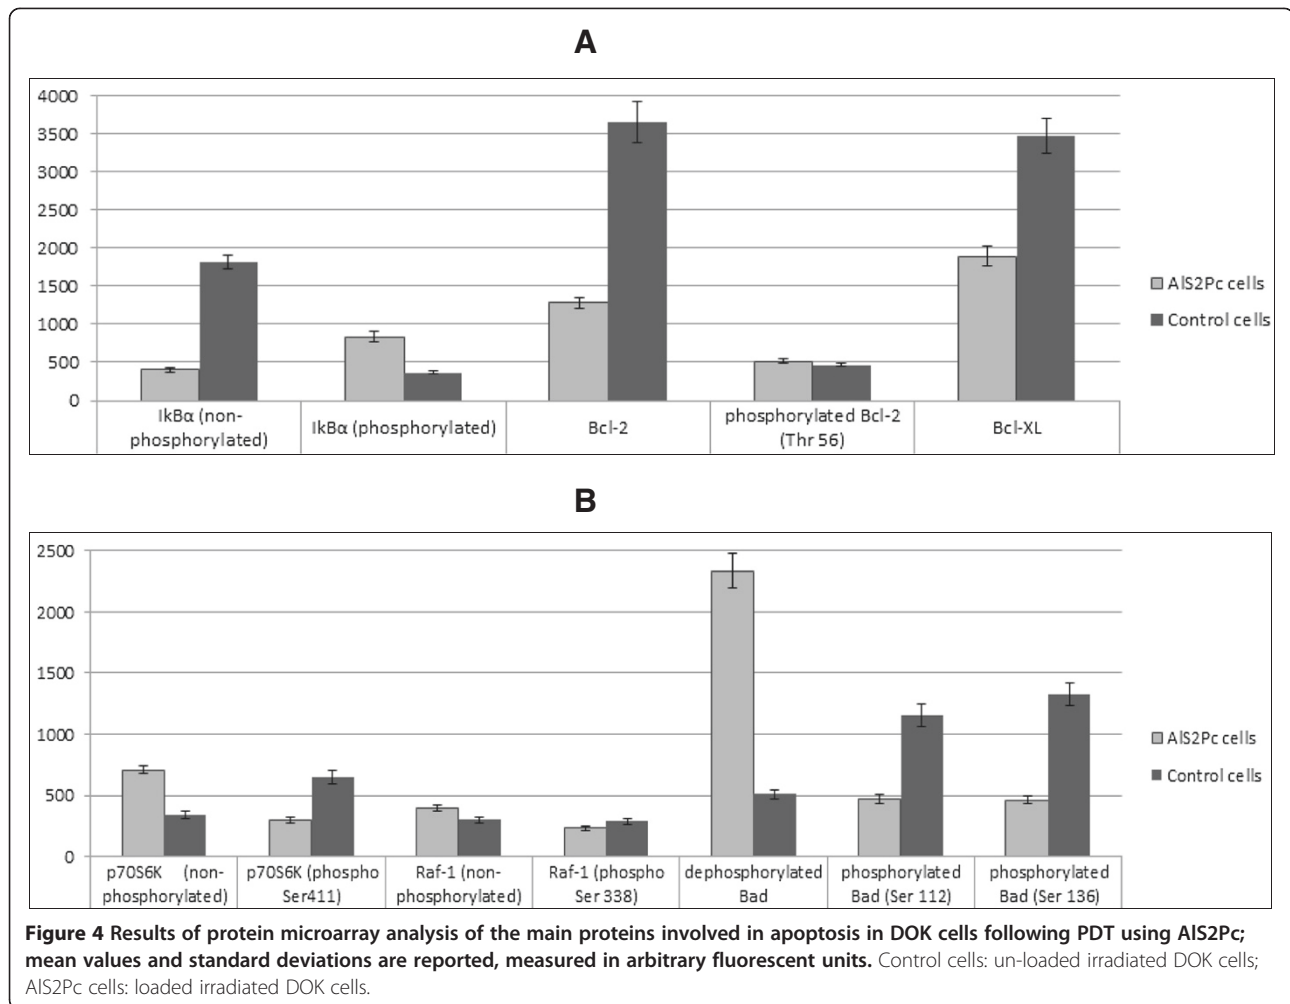 A
4000
3500
3000
2500
2000
1500
1000
500
0
IkBα (non-
phosphorylated)
IkBα (phosphorylated)
Bcl-2
phosphorylated Bcl-2
(Thr 56)
Bcl-XL
AlS2Pc cells
Control cells
B
2500
2000
1500
1000
500
0
p70S6K (non-
phosphorylated)
p70S6K (phospho
Ser411)
Raf-1 (non-
phosphorylated)
Raf-1 (phospho
Ser 338)
dephosphorylated
Bad
phosphorylated
Bad (Ser 112)
phosphorylated
Bad (Ser 136)
AlS2Pc cells
Control cells
Figure 4 Results of protein microarray analysis of the main proteins involved in apoptosis in DOK cells following PDT using AlS2Pc;
mean values and standard deviations are reported, measured in arbitrary fluorescent units. Control cells: un-loaded irradiated DOK cells;
AlS2Pc cells: loaded irradiated DOK cells.